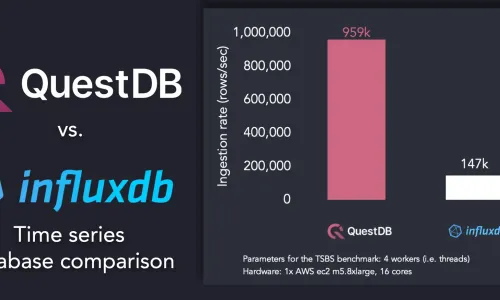 QuestDB
vs.
influxdb
Time series
abase comparison
Ingestion rate (rows/sec)
1,000,000
800,000
600,000
400,000
200,000
0
959k
147k
QuestDB
influxd
Parameters for the TSBS benchmark: 4 workers (i.e. threads)
Hardware: 1x AWS ec2 m5.8xlarge, 16 cores